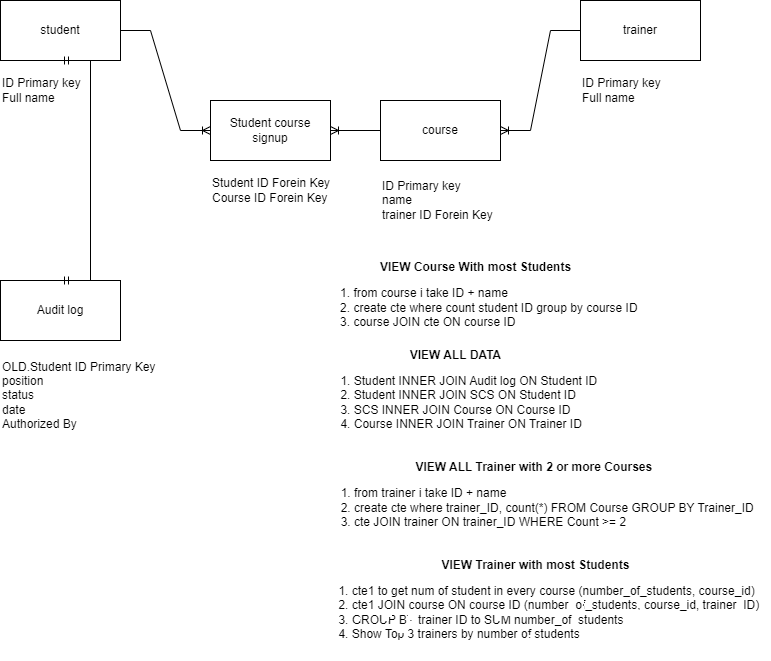 student
trainer
ID Primary key
Full name
ID Primary key
Full name
Student course
signup
course
Student ID Forein Key
Course ID Forein Key
ID Primary key
name
trainer ID Forein Key
Audit log
OLD.Student ID Primary Key
position
status
date
Authorized By
VIEW Course With most Students
1. from course i take ID + name
2. create cte where count student ID group by course ID
3. course JOIN cte ON course ID
VIEW ALL DATA
1. Student INNER JOIN Audit log ON Student ID
2. Student INNER JOIN SCS ON Student ID
3. SCS INNER JOIN Course ON Course ID
4. Course INNER JOIN Trainer ON Trainer ID
VIEW ALL Trainer with 2 or more Courses
1. from trainer i take ID + name
2. create cte where trainer_ID, count(*) FROM Course GROUP BY Trainer_ID
3. cte JOIN trainer ON trainer_ID WHERE Count >= 2
VIEW Trainer with most Students
1. cte1 to get num of student in every course (number_of_students, course_id)
2. cte1 JOIN course ON course ID (number_of_students, course_id, trainer_ID)
3. GROUP BY trainer ID to SUM number_of_students
4. Show Top 3 trainers by number of students